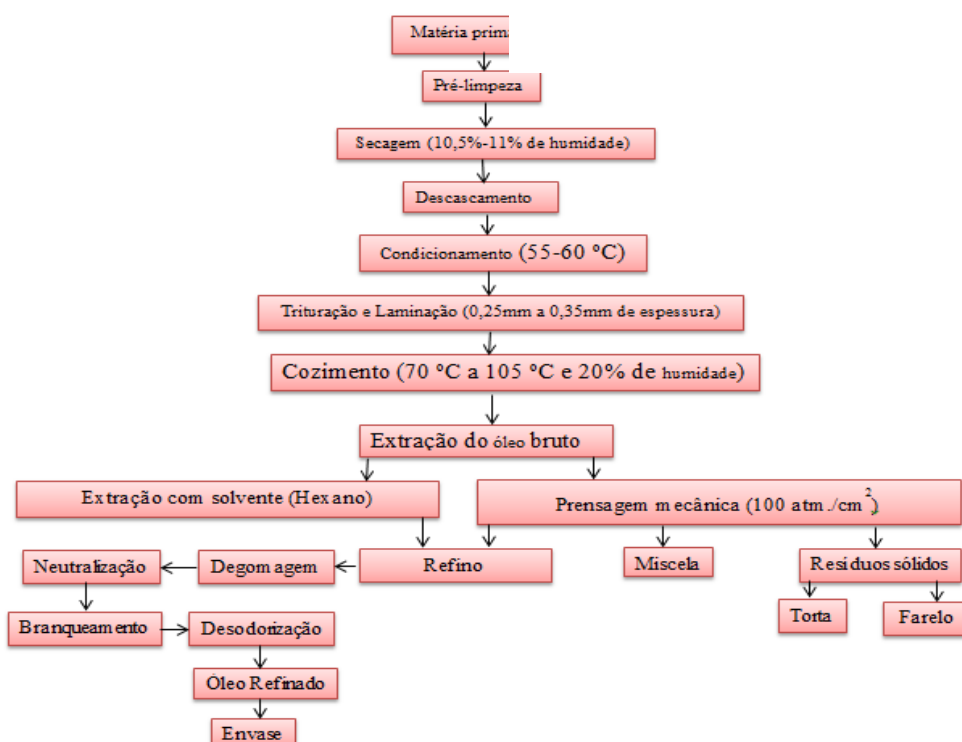 Matéria prima
Pré-limpeza
Secagem (10,5%-11% de humidade)
Descascamento
Condicionamento (55-60 ºC)
Trituração e Laminação (0,25mm a 0,35mm de espessura)
Cozimento (70 ºC a 105 ºC e 20% de humidade)
Extração do óleo bruto
Extração com solvente (Hexano)
Prensagem mecânica (100 atm./cm²)
Neutralização
Degomagem
Refino
Miscela
Residuos sólidos
Branqueamento
Desodorização
Torta
Farelo
Óleo Refinado
Envase